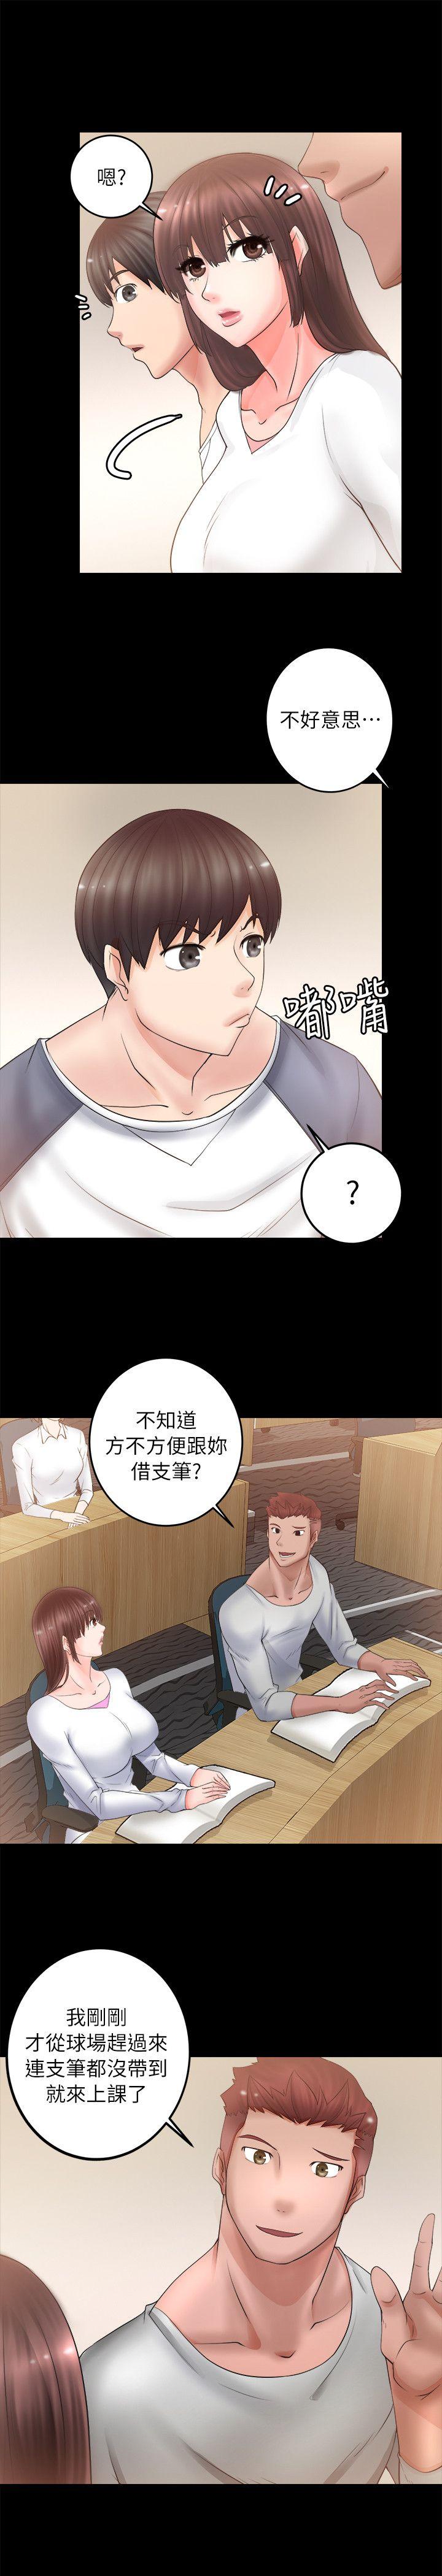 嗯?
不好意思⋯
嘟嘴
?
不知道
方不方便跟妳
借支筆?
我剛剛
才從球場趕過來
連支筆都沒帶到
就來上課了